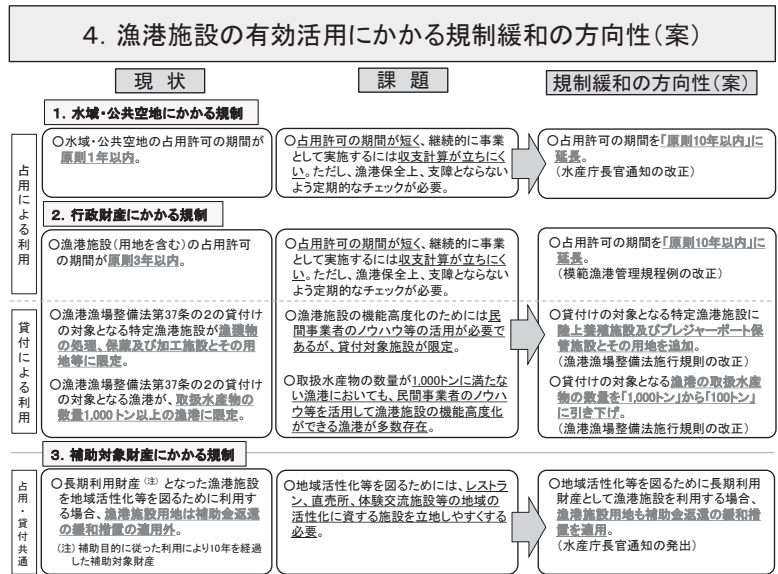 4．漁港施設の有効活用にかかる規制緩和の方向性（案）
現 状
課 題
規制緩和の方向性（案）
1．水域・公共空地にかかる規制
占用による利用
○水域・公共空地の占用許可の期間が
原則1年以内。
○占用許可の期間が短く、継続的に事業
として実施するには収支計算が立ちにく
い。ただし、漁港保全上、支障とならない
よう定期的なチェックが必要。
○占用許可の期間を「原則10年以内」に
延長。
（水産庁長官通知の改正）
2．行政財産にかかる規制
○漁港施設（用地を含む）の占用許可
の期間が原則3年以内。
○占用許可の期間が短く、継続的に事業
として実施するには収支計算が立ちにく
い。ただし、漁港保全上、支障とならない
よう定期的なチェックが必要。
○占用許可の期間を「原則10年以内」に
延長。
（模範漁港管理規程例の改正）
貸付による利用
○漁港漁場整備法第37条の2の貸付け
の対象となる特定漁港施設が漁獲物
の処理、保蔵及び加工施設とその用
地等に限定。
○漁港漁場整備法第37条の2の貸付け
の対象となる漁港が、取扱水産物の
数量1,000トン以上の漁港に限定。
○漁港施設の機能高度化のためには民
間事業者のノウハウ等の活用が必要で
あるが、貸付対象施設が限定。
○取扱水産物の数量が1,000トンに満たな
い漁港においても、民間事業者のノウハ
ウ等を活用して漁港施設の機能高度化
ができる漁港が多数存在。
○貸付けの対象となる特定漁港施設に
陸上養殖施設及びプレジャーボート保
管施設とその用地を追加。
（漁港漁場整備法施行規則の改正）
○貸付けの対象となる漁港の取扱水産
物の数量を「1,000トン」から「100トン」
に引き下げ。
（漁港漁場整備法施行規則の改正）
3．補助対象財産にかかる規制
占用・貸付共通
○長期利用財産（注）となった漁港施設
を地域活性化等を図るために利用す
る場合、漁港施設用地は補助金返還
の緩和措置の適用外。
（注）補助目的に従った利用により10年を経過
した補助対象財産
○地域活性化等を図るためには、レストラ
ン、直売所、体験交流施設等の地域の
活性化に資する施設を立地しやすくする
必要。
○地域活性化等を図るために長期利用
財産として漁港施設を利用する場合、
漁港施設用地も補助金返還の緩和措
置を適用。
（水産庁長官通知の発出）